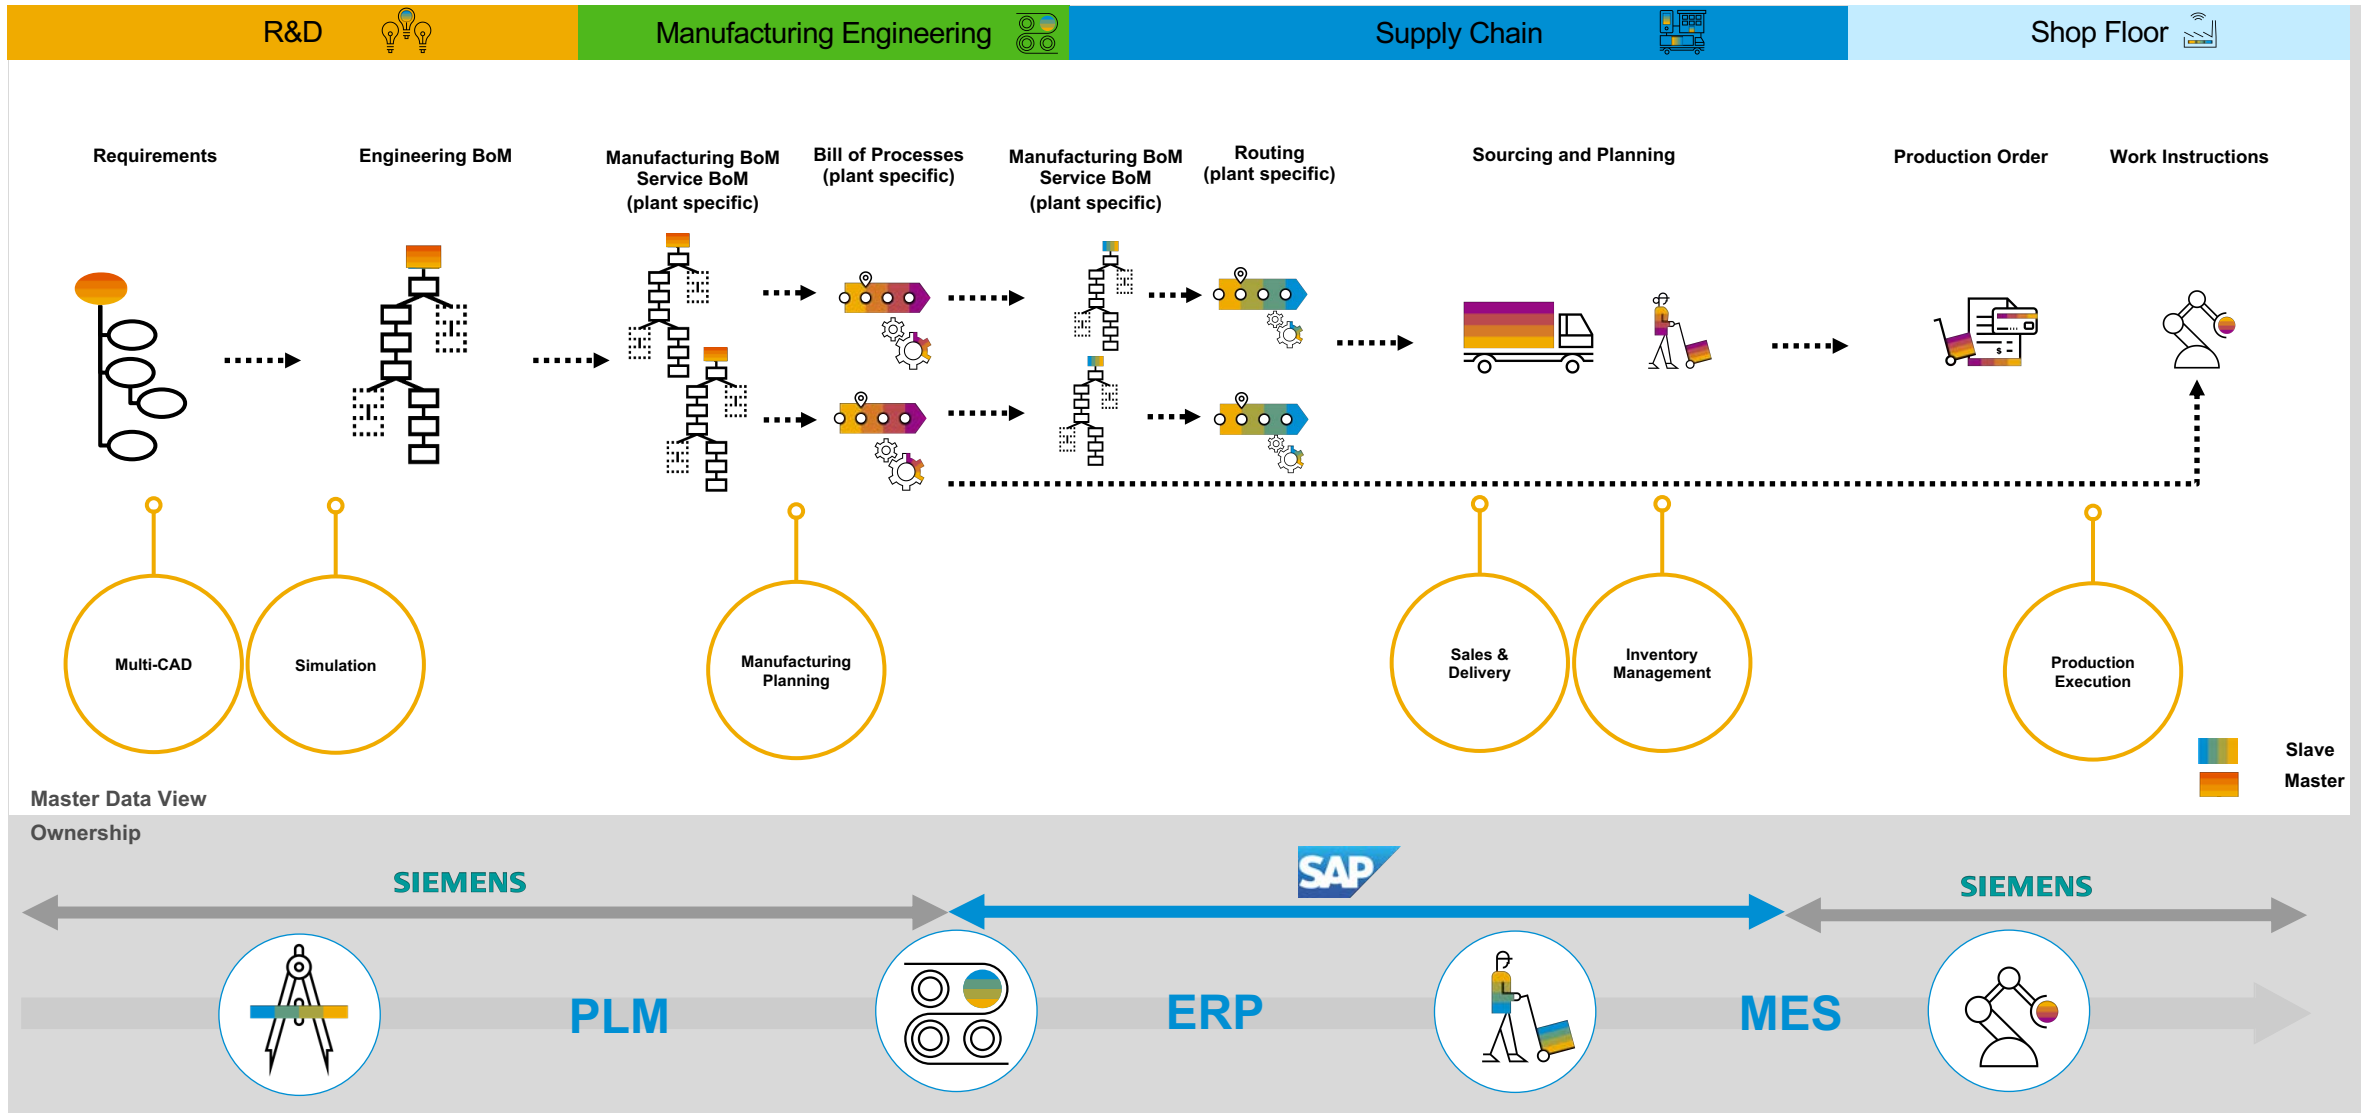 R&D
Manufacturing Engineering
Supply Chain
Shop Floor
Requirements
Engineering BoM
Manufacturing BoM
Service BoM
(plant specific)
Bill of Processes
(plant specific)
Manufacturing BoM
Service BoM
(plant specific)
Routing
(plant specific)
Sourcing and Planning
Production Order
Work Instructions
$
Multi-CAD
Simulation
Manufacturing
Planning
Sales &
Delivery
Inventory
Management
Production
Execution
Slave
Master
Master Data View
Ownership
SIEMENS
SAP
SIEMENS
PLM
ERP
MES